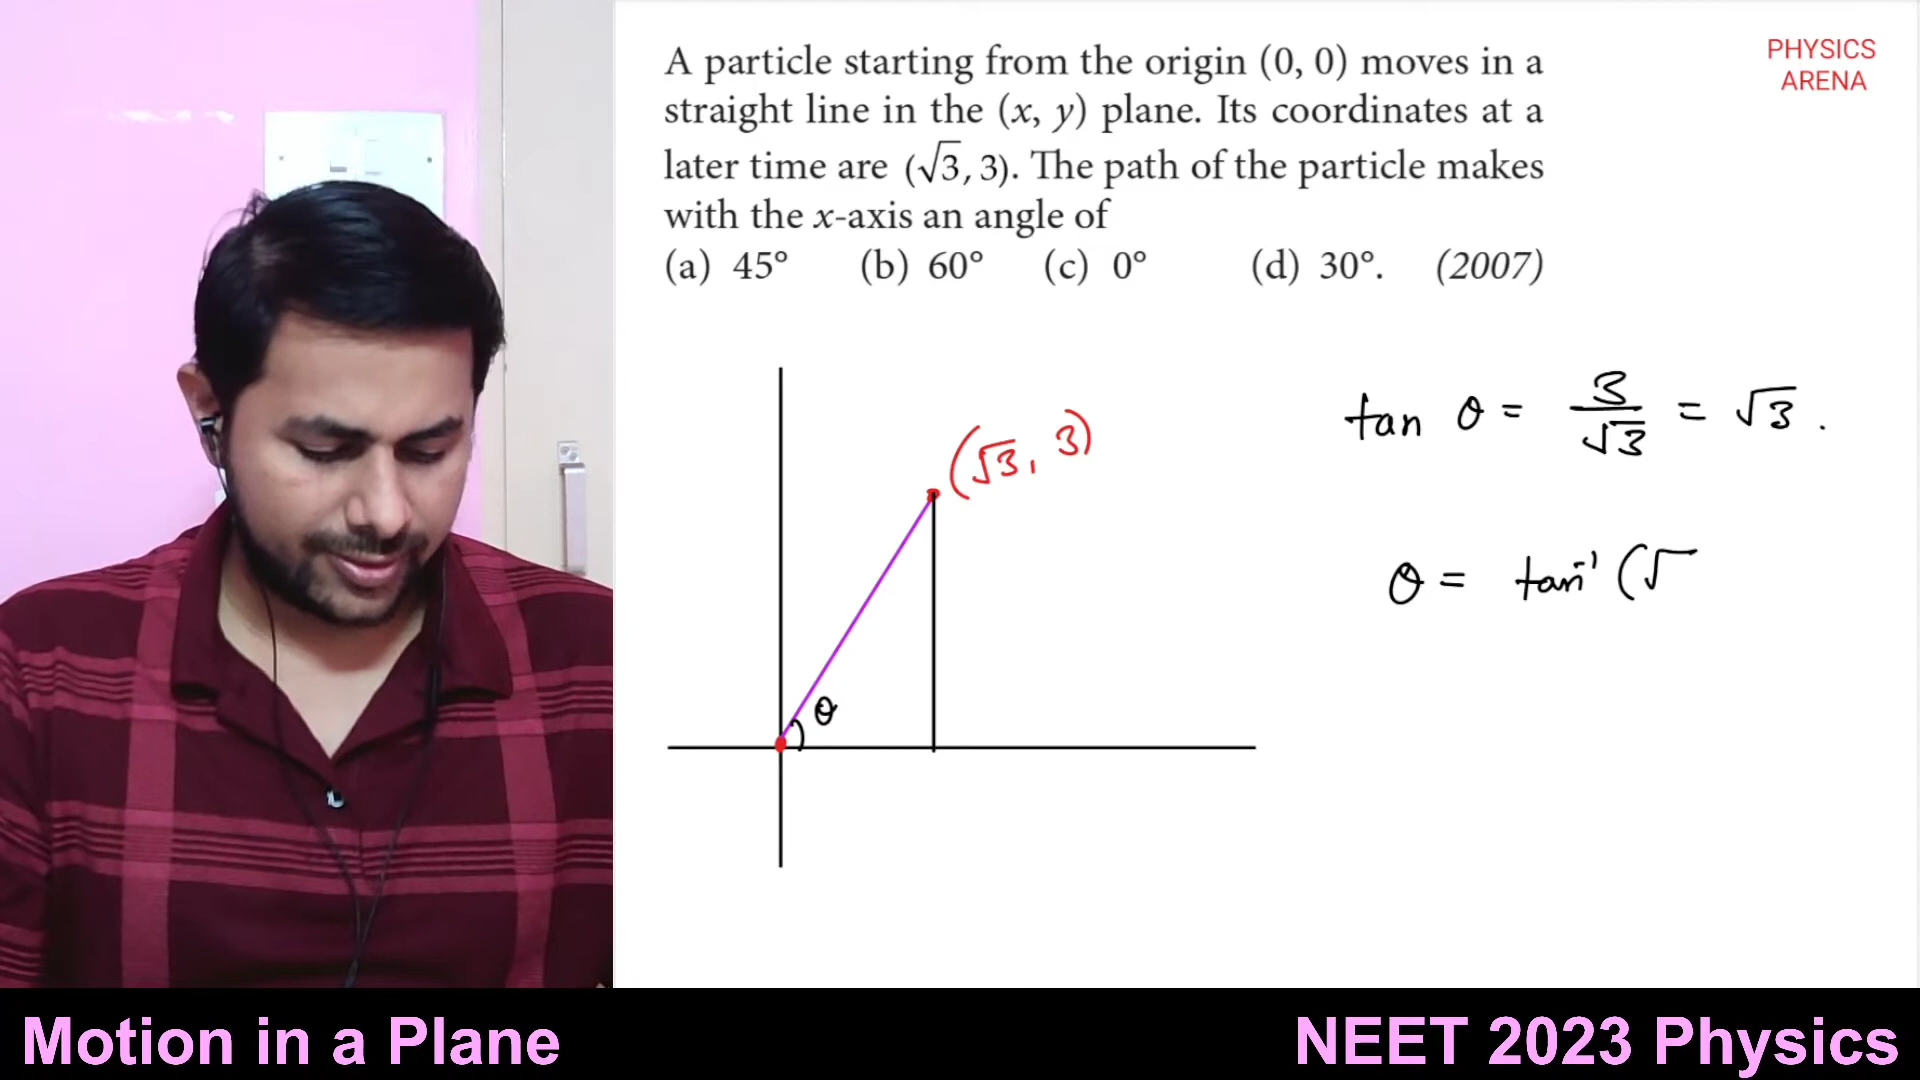 A particle starting from the origin (0, 0) moves in a
straight line in the (x, y) plane. Its coordinates at a
later time are (√3, 3). The path of the particle makes
with the x-axis an angle of
(a) 45° (b) 60° (c) 0° (d) 30°. (2007)
PHYSICS
ARENA
(√3, 3)
θ
tan θ = 3/√3 = √3.
θ = tan⁻¹ (√
Motion in a Plane
NEET 2023 Physics